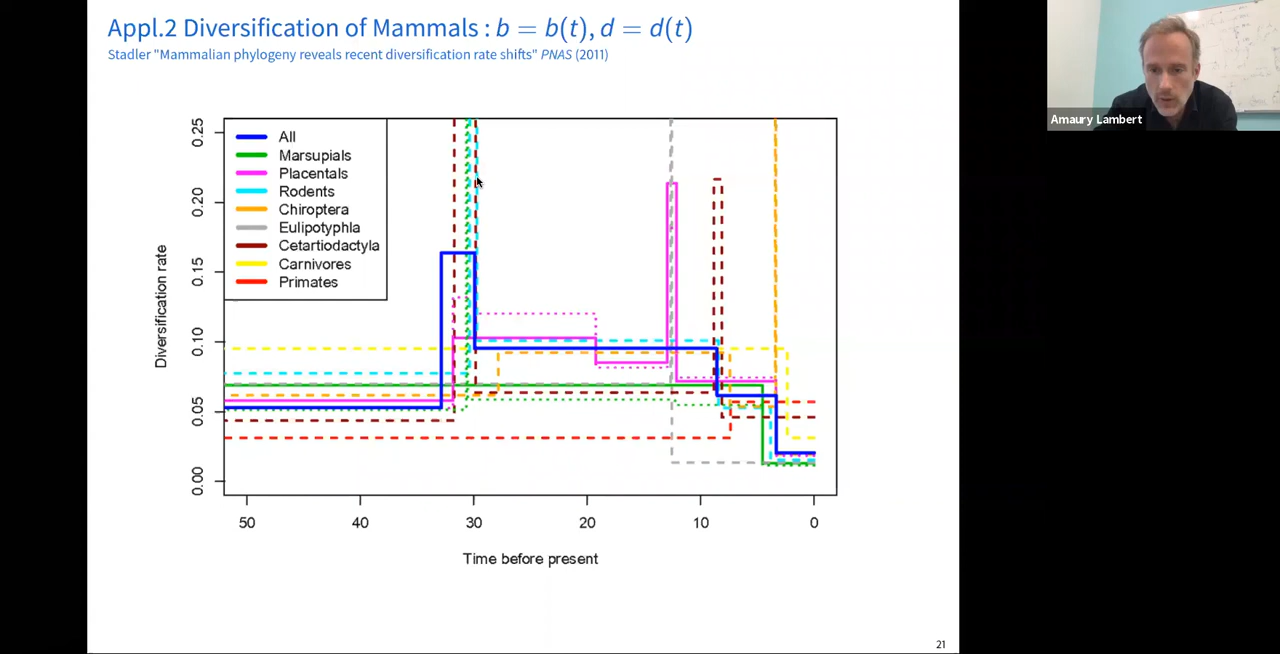 Appl.2 Diversification of Mammals : b = b(t), d = d(t)
Stadler "Mammalian phylogeny reveals recent diversification rate shifts" PNAS (2011)
Amaury Lambert
All
Marsupials
Placentals
Rodents
Chiroptera
Eulipotyphla
Cetartiodactyla
Carnivores
Primates
Diversification rate
0.25
0.20
0.15
0.10
0.05
0.00
50 40 30 20 10 0
Time before present
21